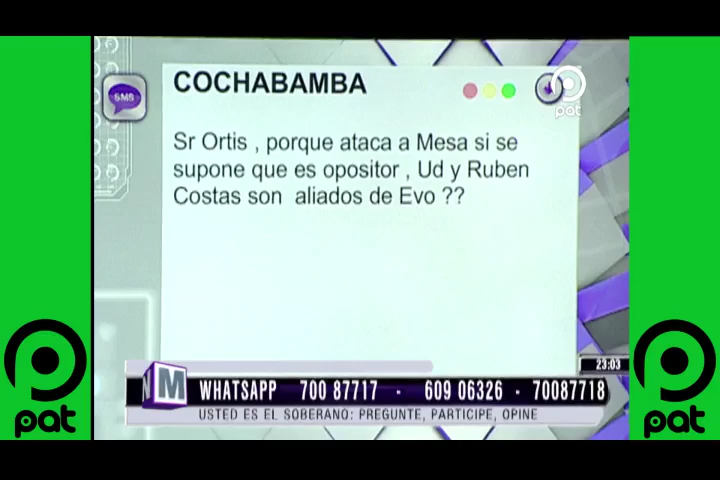 COCHABAMBA
SMS
pat
Sr Ortis , porque ataca a Mesa si se
supone que es opositor , Ud y Ruben
Costas son aliados de Evo ??
23:03
N M
WHATSAPP 700 87717 - 609 06326 - 70087718
USTED ES EL SOBERANO: PREGUNTE, PARTICIPE, OPINE
pat
pat